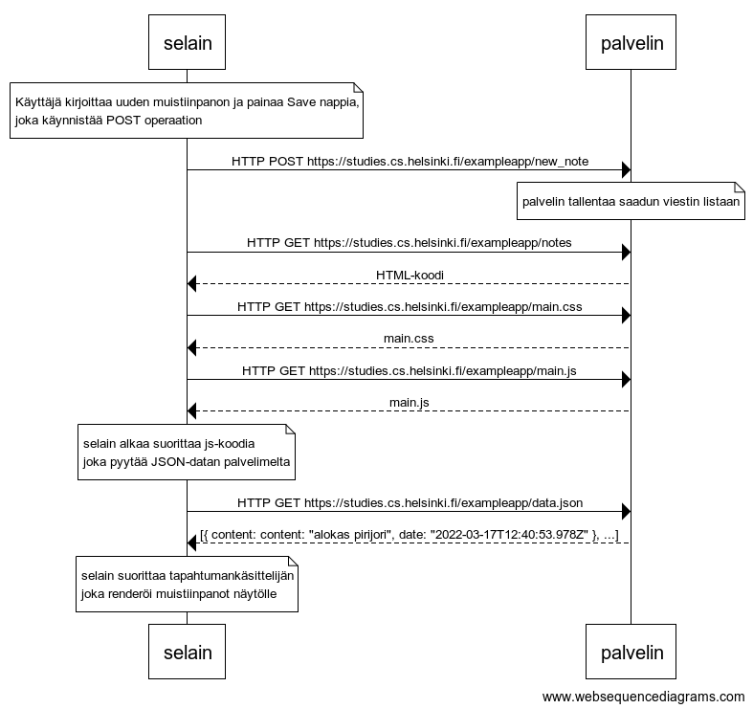 selain
palvelin
Käyttäjä kirjoittaa uuden muistiinpanon ja painaa Save nappia,
joka käynnistää POST operaation
HTTP POST https://studies.cs.helsinki.fi/exampleapp/new_note
palvelin tallentaa saadun viestin listaan
HTTP GET https://studies.cs.helsinki.fi/exampleapp/notes
HTML-koodi
HTTP GET https://studies.cs.helsinki.fi/exampleapp/main.css
main.css
HTTP GET https://studies.cs.helsinki.fi/exampleapp/main.js
main.js
selain alkaa suorittaa js-koodia
joka pyytää JSON-datan palvelimelta
HTTP GET https://studies.cs.helsinki.fi/exampleapp/data.json
[{ content: content: "alokas pirijori", date: "2022-03-17T12:40:53.978Z" }, ...]
selain suorittaa tapahtumankäsittelijän
joka renderöi muistiinpanot näytölle
selain
palvelin
www.websequencediagrams.com